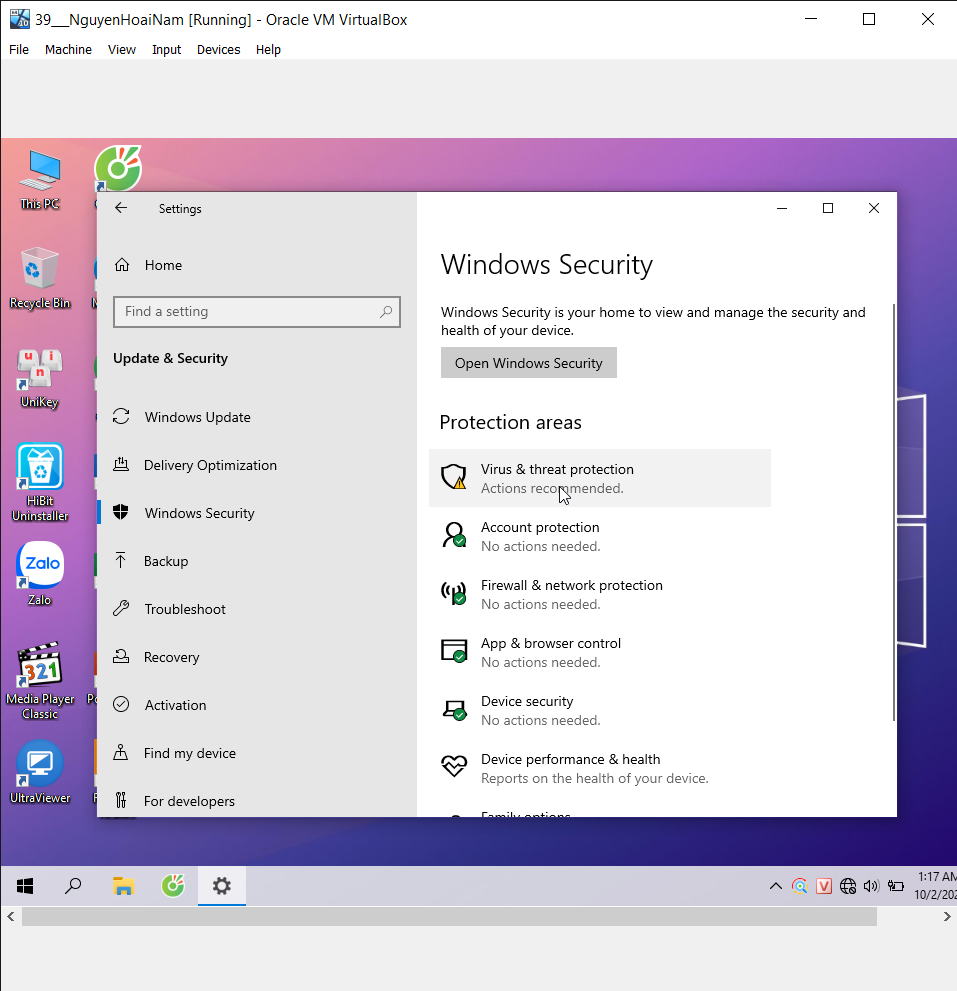 39___NguyenHoaiNam [Running] - Oracle VM VirtualBox
File Machine View Input Devices Help
This PC
Recycle Bin
UniKey
HiBit
Uninstaller
Zalo
Zalo
321
Media Player
Classic
UltraViewer
Settings
Home
Find a setting
Update & Security
Windows Update
Delivery Optimization
Windows Security
Backup
Troubleshoot
Recovery
Activation
Find my device
For developers
Windows Security
Windows Security is your home to view and manage the security and
health of your device.
Open Windows Security
Protection areas
Virus & threat protection
Actions recommended.
Account protection
No actions needed.
Firewall & network protection
No actions needed.
App & browser control
No actions needed.
Device security
No actions needed.
Device performance & health
Reports on the health of your device.
Family options
V
1:17 AM
10/2/202